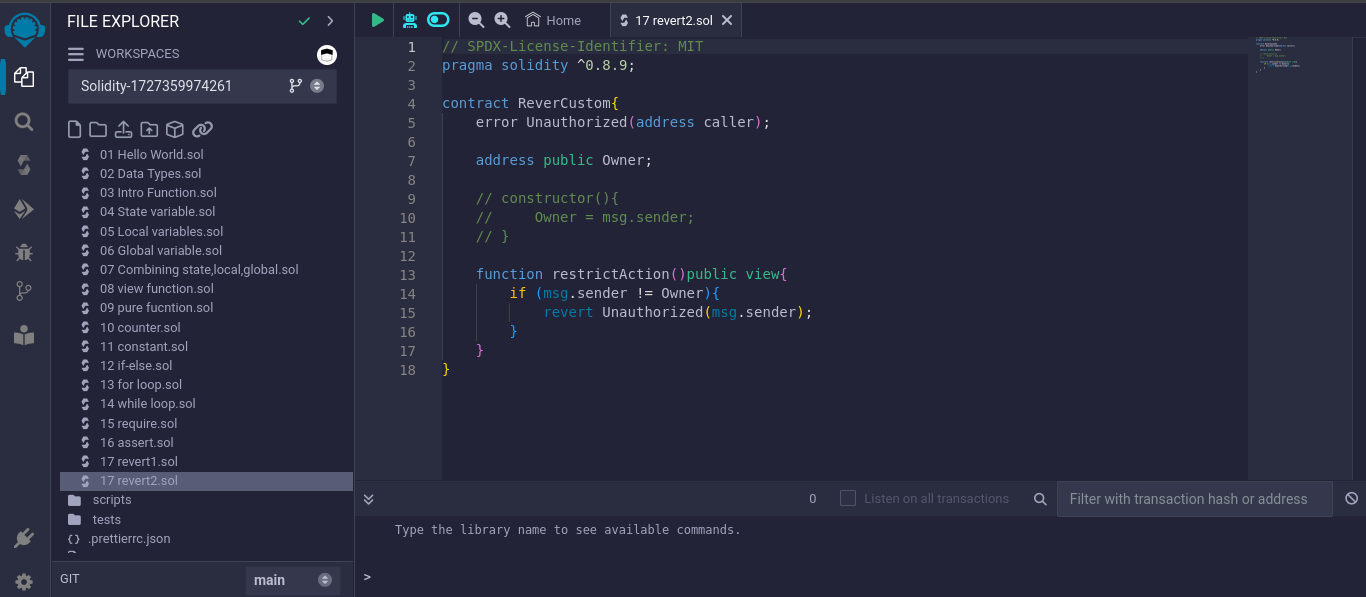 FILE EXPLORER
WORKSPACES
Solidity-1727359974261
01 Hello World.sol
02 Data Types.sol
03 Intro Function.sol
04 State variable.sol
05 Local variables.sol
06 Global variable.sol
07 Combining state,local,global.sol
08 view function.sol
09 pure fucntion.sol
10 counter.sol
11 constant.sol
12 if-else.sol
13 for loop.sol
14 while loop.sol
15 require.sol
16 assert.sol
17 revert1.sol
17 revert2.sol
scripts
tests
{} .prettierrc.json
GIT main
Home 17 revert2.sol
1 // SPDX-License-Identifier: MIT
2 pragma solidity ^0.8.9;
3
4 contract ReverCustom{
5     error Unauthorized(address caller);
6
7     address public Owner;
8
9     // constructor(){
10     //     Owner = msg.sender;
11     // }
12
13     function restrictAction()public view{
14         if (msg.sender != Owner){
15             revert Unauthorized(msg.sender);
16         }
17     }
18 }
0 Listen on all transactions Filter with transaction hash or address
Type the library name to see available commands.
>